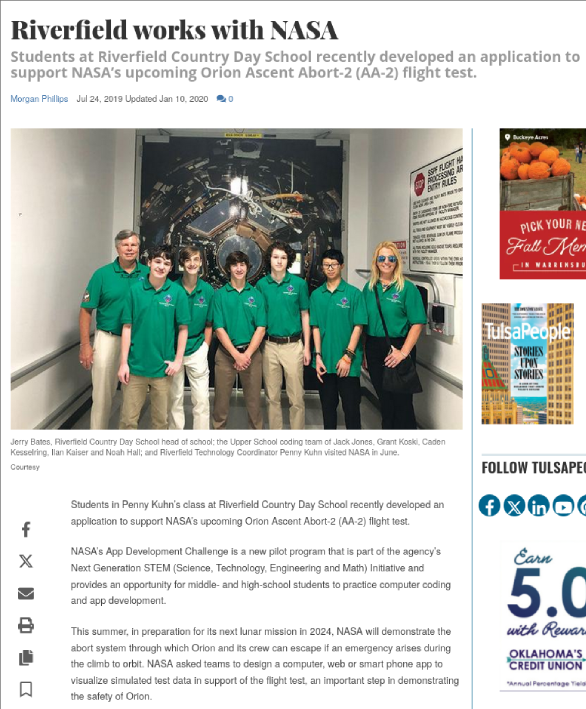 Riverfield works with NASA
Students at Riverfield Country Day School recently developed an application to
support NASA’s upcoming Orion Ascent Abort-2 (AA-2) flight test.
Morgan Phillips Jul 24, 2019 Updated Jan 10, 2020 0
STOP
SSPF FLIGHT HA
PROCESSING AR
ENTRY RULES
Jerry Bates, Riverfield Country Day School head of school; the Upper School coding team of Jack Jones, Grant Koski, Caden
Kesselring, Ilan Kaiser and Noah Hall; and Riverfield Technology Coordinator Penny Kuhn visited NASA in June.
Courtesy
Students in Penny Kuhn’s class at Riverfield Country Day School recently developed an
application to support NASA’s upcoming Orion Ascent Abort-2 (AA-2) flight test.
NASA’s App Development Challenge is a new pilot program that is part of the agency’s
Next Generation STEM (Science, Technology, Engineering and Math) Initiative and
provides an opportunity for middle- and high-school students to practice computer coding
and app development.
This summer, in preparation for its next lunar mission in 2024, NASA will demonstrate the
abort system through which Orion and its crew can escape if an emergency arises during
the climb to orbit. NASA asked teams to design a computer, web or smart phone app to
visualize simulated test data in support of the flight test, an important step in demonstrating
the safety of Orion.
Buckeye Acres
PICK YOUR NE
Fall Mem
IN WARRENSBU
TulsaPeople
STORIES
UPON
STORIES
FOLLOW TULSAPEO
Earn
5.0
with Rewar
OKLAHOMA'S
CREDIT UNION
*Annual Percentage Yield